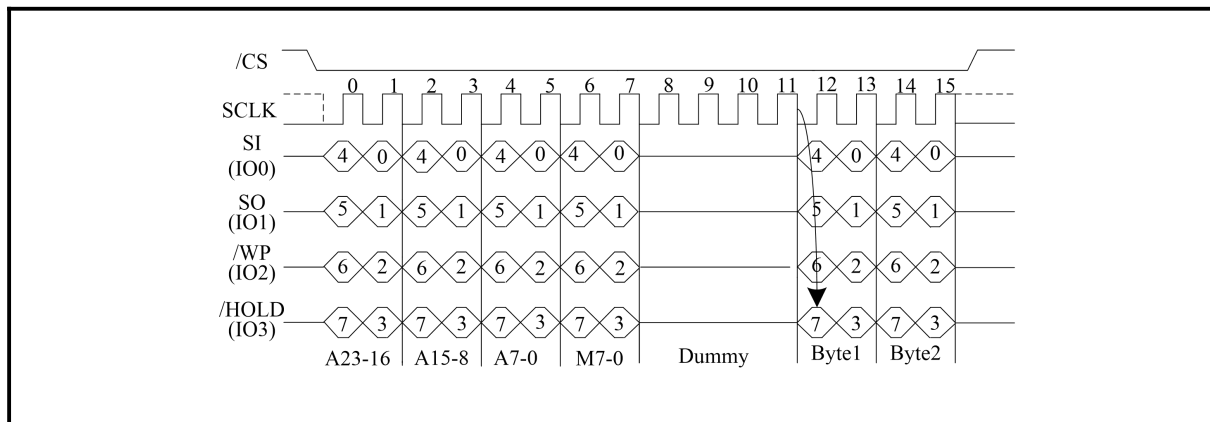 /CS
0 1 2 3 4 5 6 7 8 9 10 11 12 13 14 15
SCLK
SI
(IO0)
4 0 4 0 4 0 4 0 4 0 4 0
SO
(IO1)
5 1 5 1 5 1 5 1 5 1 5 1
/WP
(IO2)
6 2 6 2 6 2 6 2 6 2 6 2
/HOLD
(IO3)
7 3 7 3 7 3 7 3 7 3 7 3
A23-16 A15-8 A7-0 M7-0 Dummy Byte1 Byte2